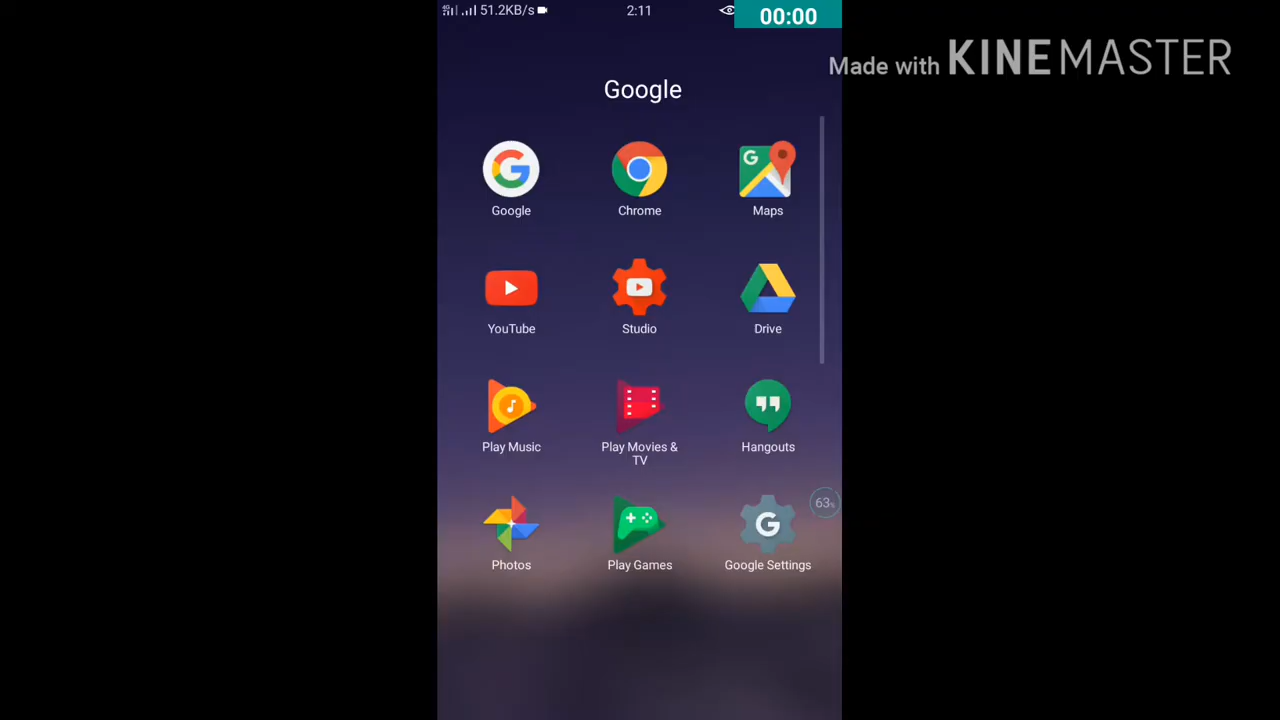 51.2KB/s 2:11 00:00
Made with KINEMASTER
Google
Google Chrome Maps
YouTube Studio Drive
Play Music Play Movies & Hangouts
TV
63%
Photos Play Games Google Settings